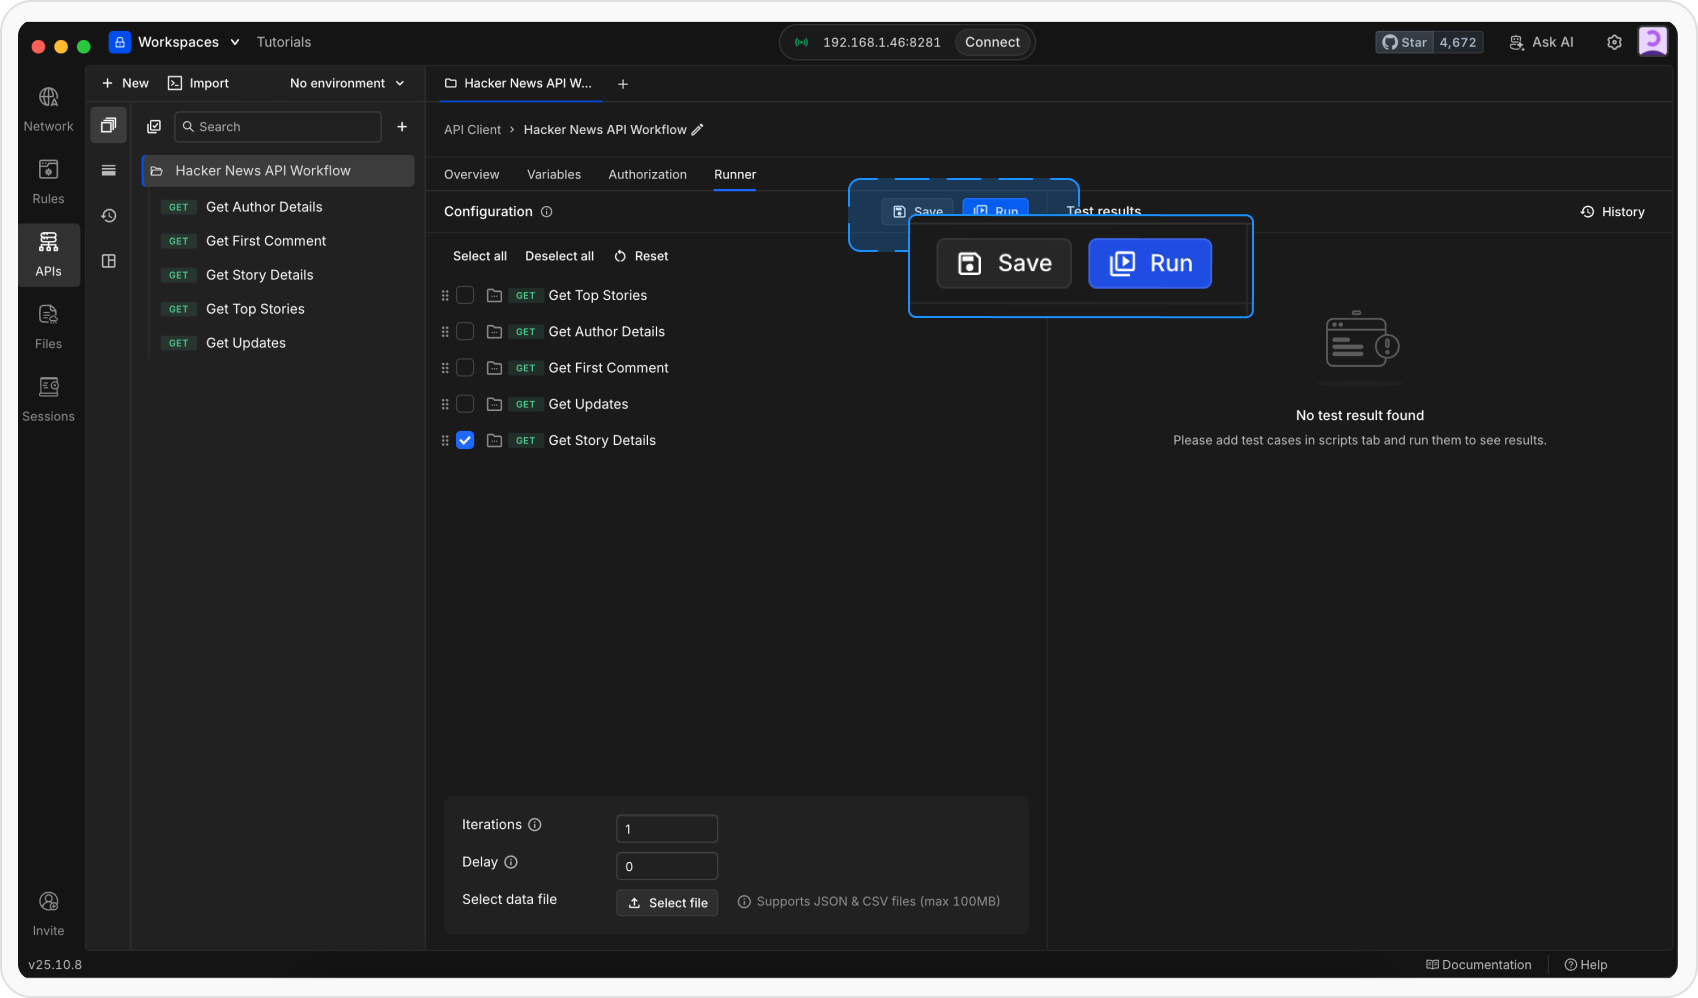 Workspaces
Tutorials
192.168.1.46:8281
Connect
Star
4,672
Ask AI
New
Import
No environment
Hacker News API W...
Network
Search
API Client › Hacker News API Workflow
Hacker News API Workflow
Overview
Variables
Authorization
Runner
Rules
GET Get Author Details
GET Get First Comment
GET Get Story Details
GET Get Top Stories
GET Get Updates
APIs
Files
Sessions
Invite
Configuration
Save
Run
Test results
History
Save
Run
Select all
Deselect all
Reset
GET Get Top Stories
GET Get Author Details
GET Get First Comment
GET Get Updates
GET Get Story Details
No test result found
Please add test cases in scripts tab and run them to see results.
Iterations
1
Delay
0
Select data file
Select file
Supports JSON & CSV files (max 100MB)
v25.10.8
Documentation
Help